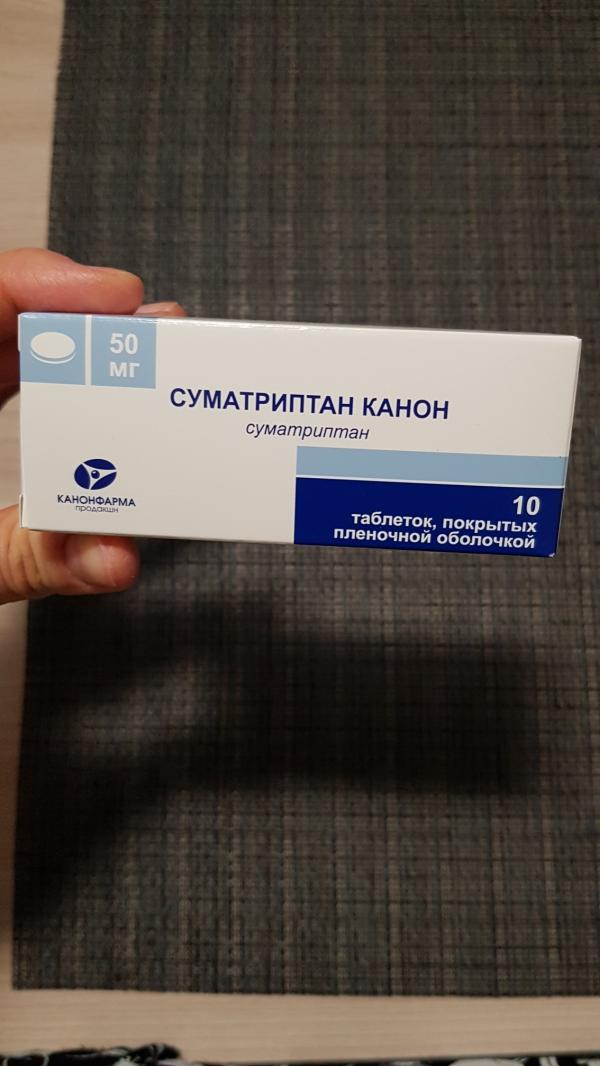 50
мг
СУМАТРИПТАН КАНОН
суматриптан
КАНОНФАРМА
продакшн
10
таблеток, покрытых
пленочной оболочкой